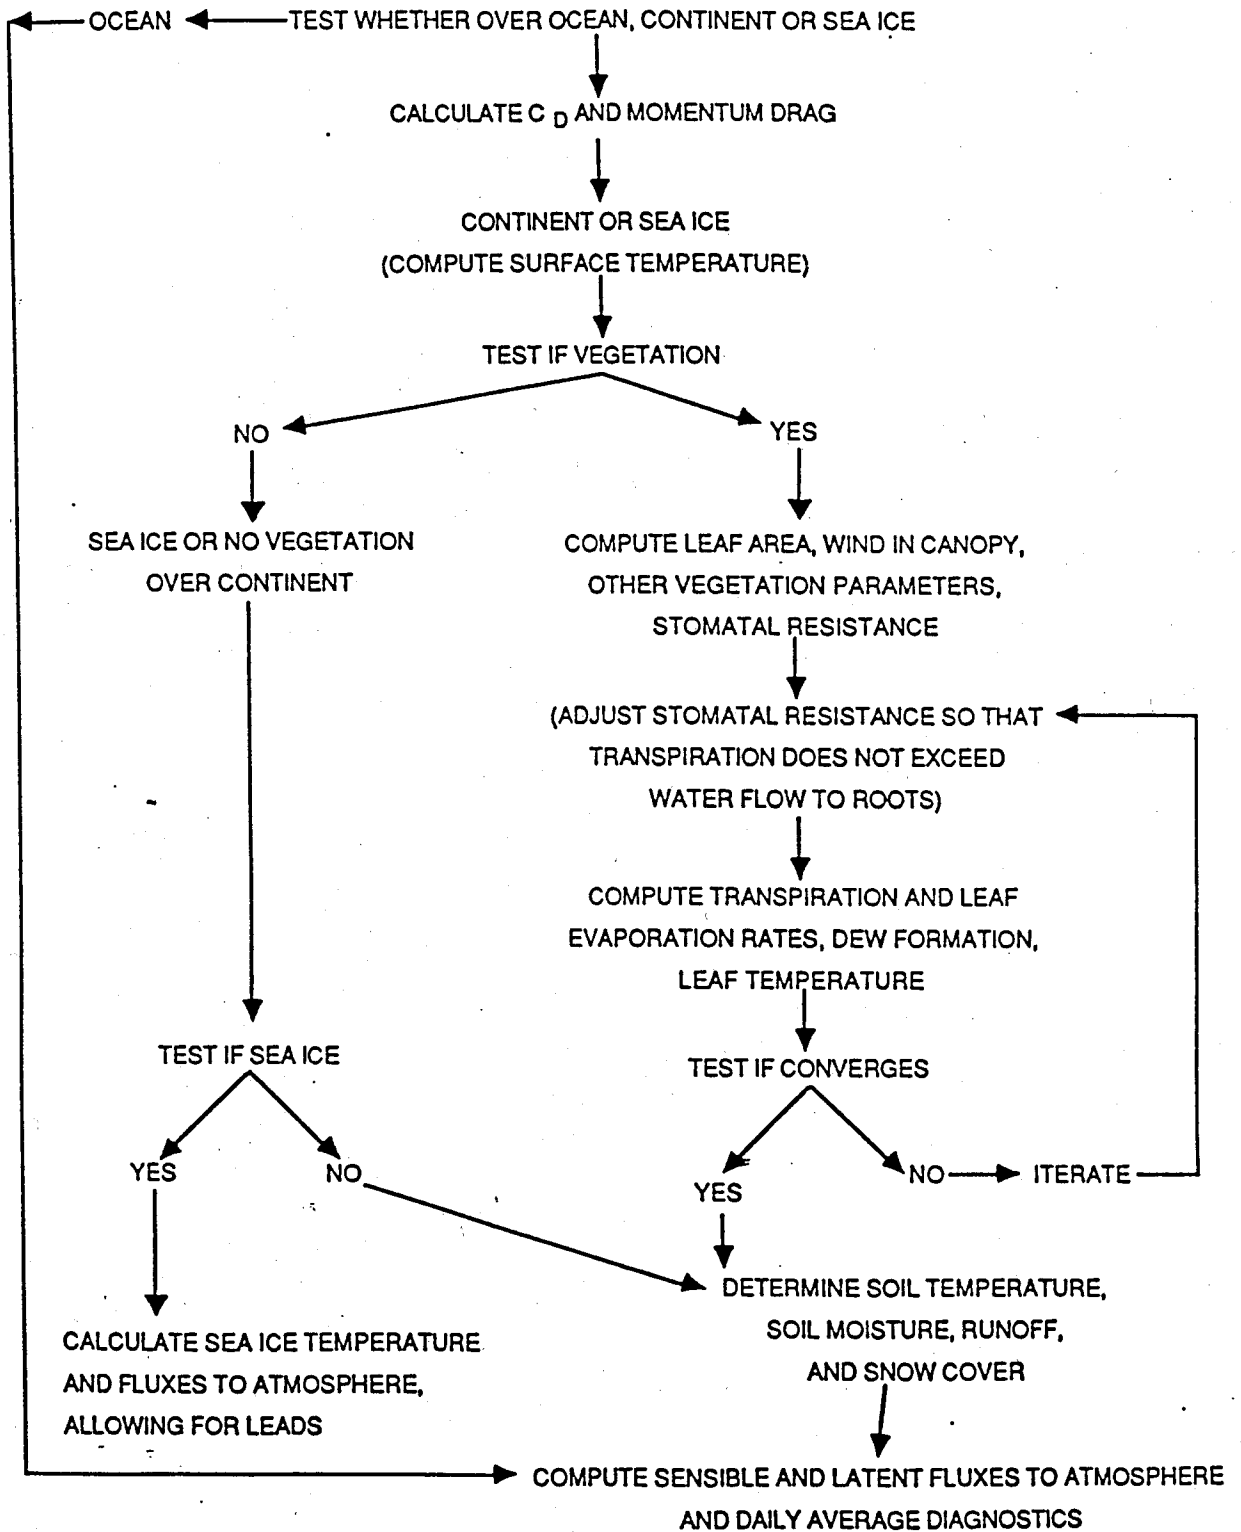 OCEAN
TEST WHETHER OVER OCEAN, CONTINENT OR SEA ICE
CALCULATE C D AND MOMENTUM DRAG
CONTINENT OR SEA ICE
(COMPUTE SURFACE TEMPERATURE)
TEST IF VEGETATION
NO
YES
SEA ICE OR NO VEGETATION
OVER CONTINENT
COMPUTE LEAF AREA, WIND IN CANOPY,
OTHER VEGETATION PARAMETERS,
STOMATAL RESISTANCE
(ADJUST STOMATAL RESISTANCE SO THAT
TRANSPIRATION DOES NOT EXCEED
WATER FLOW TO ROOTS)
COMPUTE TRANSPIRATION AND LEAF
EVAPORATION RATES, DEW FORMATION,
LEAF TEMPERATURE
TEST IF SEA ICE
TEST IF CONVERGES
YES
NO
YES
NO
ITERATE
DETERMINE SOIL TEMPERATURE,
SOIL MOISTURE, RUNOFF,
AND SNOW COVER
CALCULATE SEA ICE TEMPERATURE
AND FLUXES TO ATMOSPHERE,
ALLOWING FOR LEADS
COMPUTE SENSIBLE AND LATENT FLUXES TO ATMOSPHERE
AND DAILY AVERAGE DIAGNOSTICS